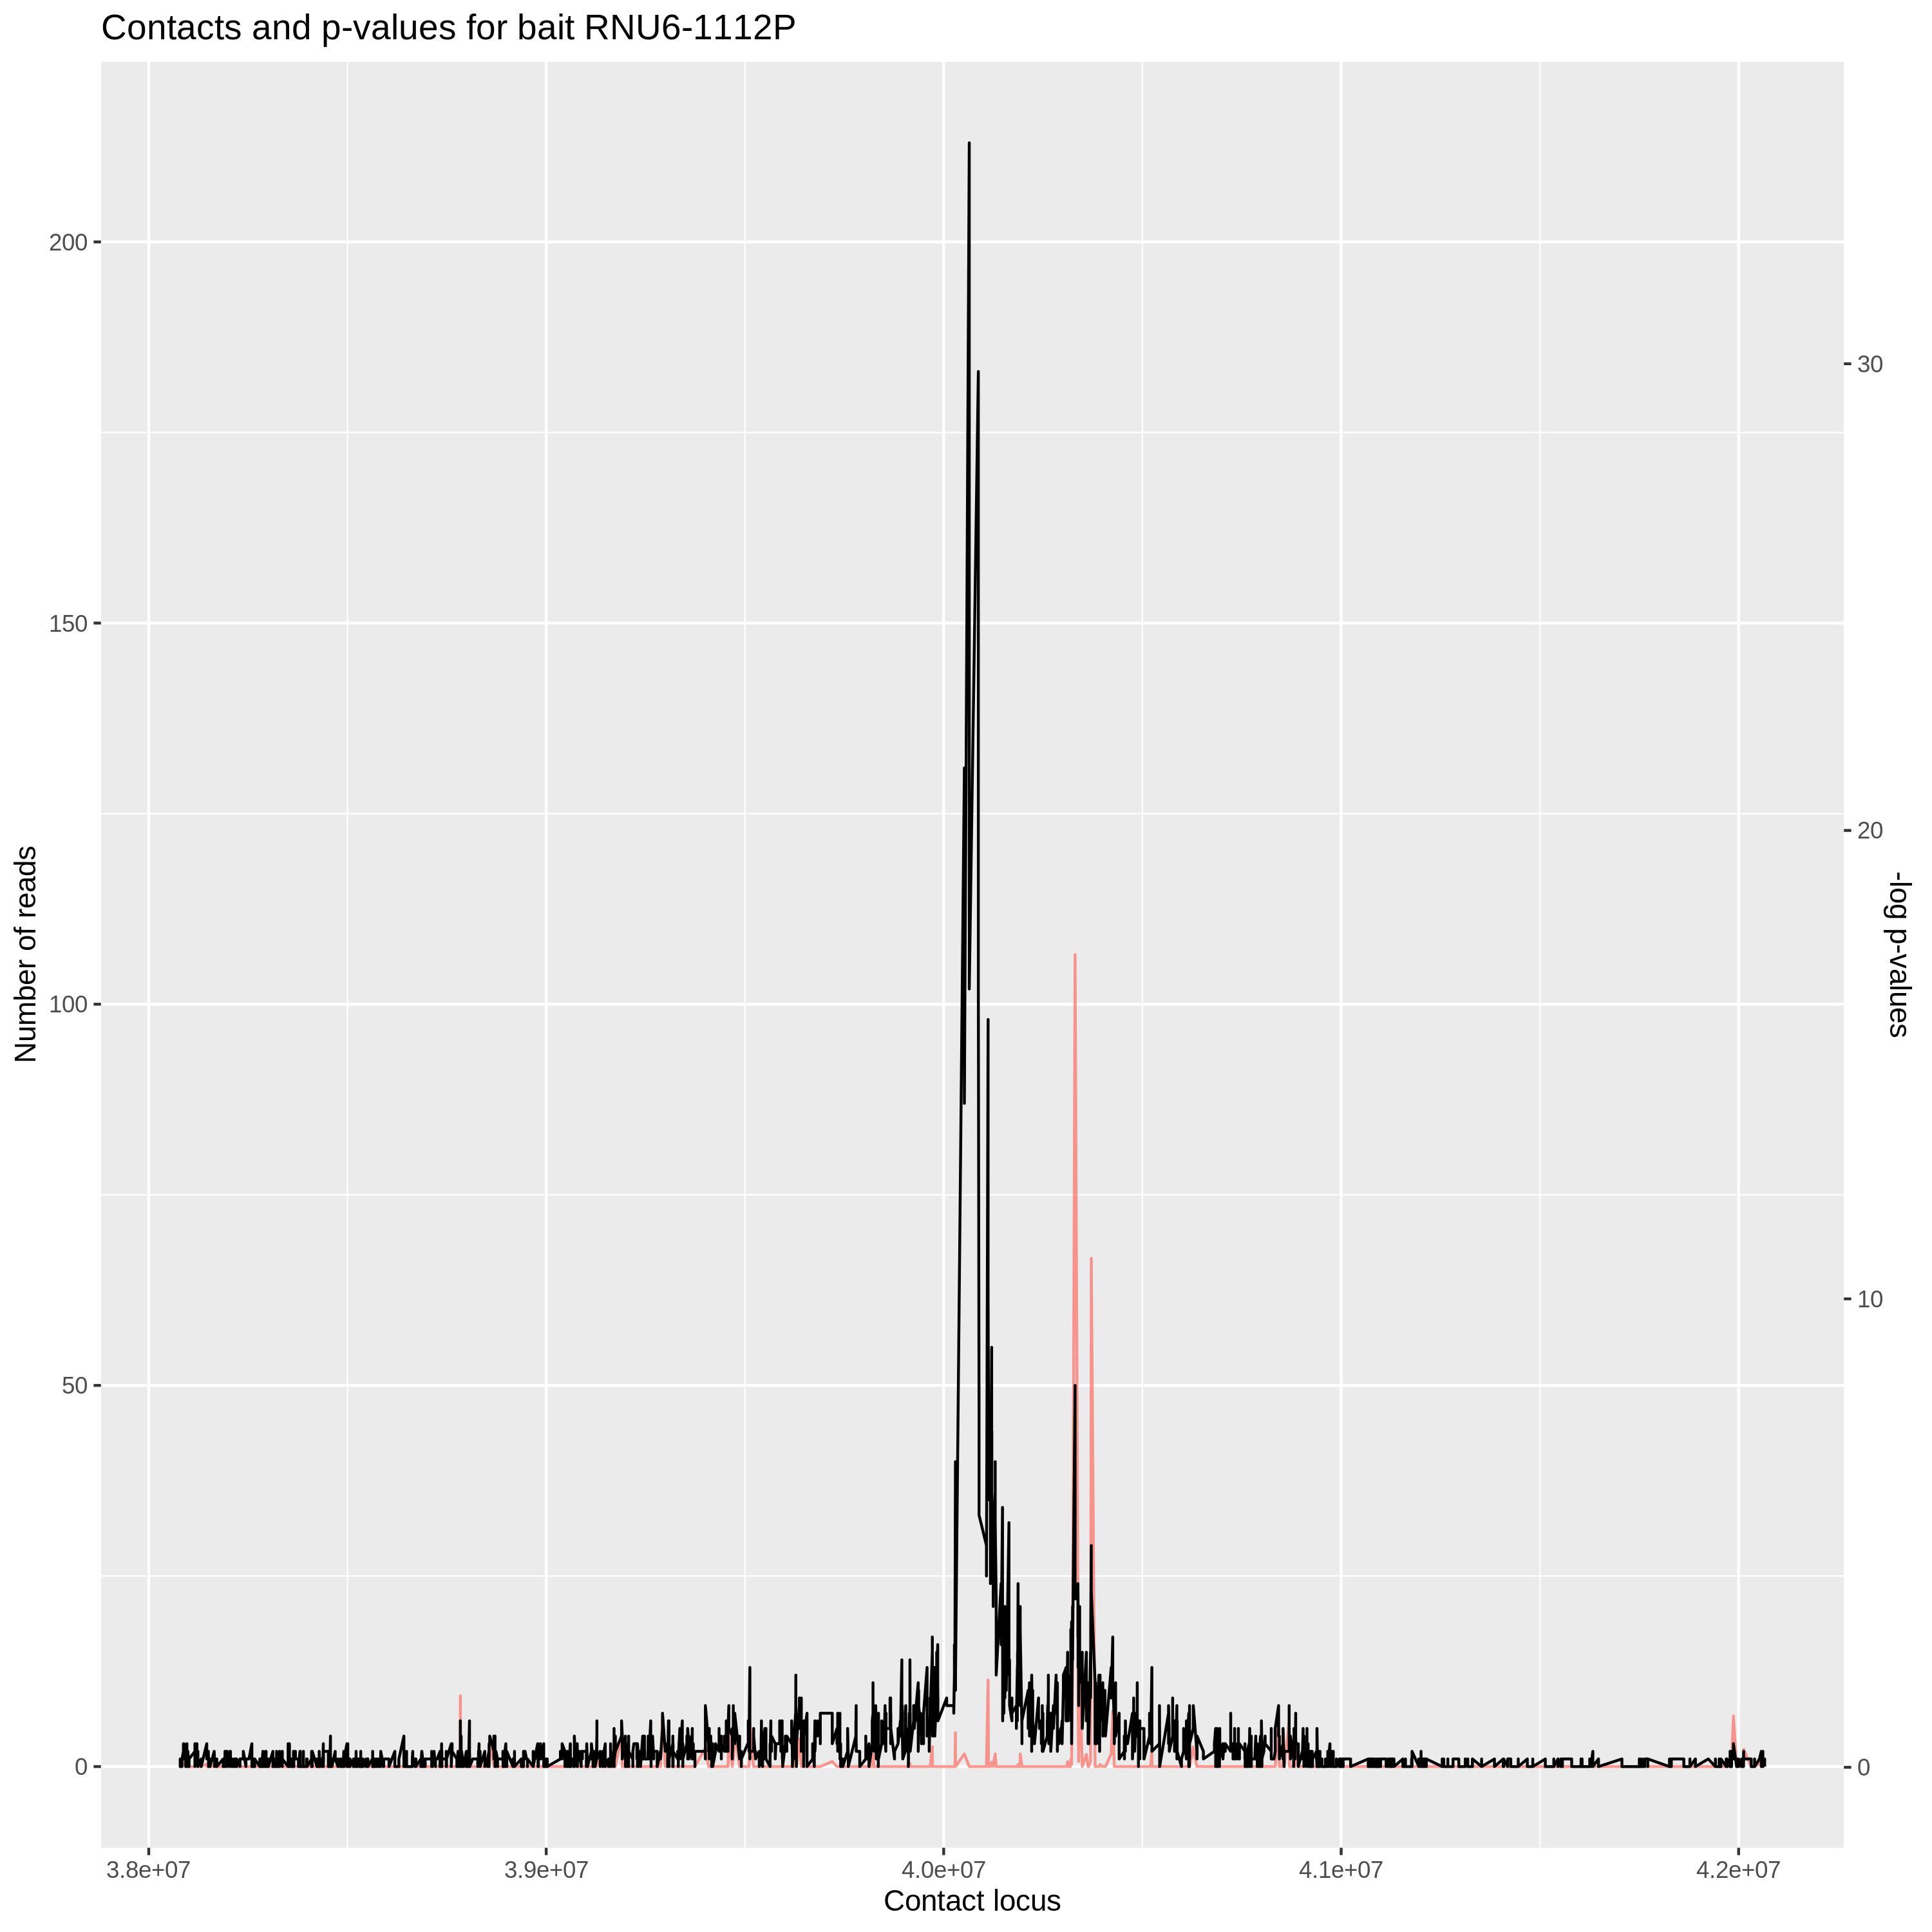 Contacts and p-values for bait RNU6-1112P
200
150
100
50
0
Number of reads
30
20
10
0
-log p-values
3.8e+07
3.9e+07
4.0e+07
4.1e+07
4.2e+07
Contact locus